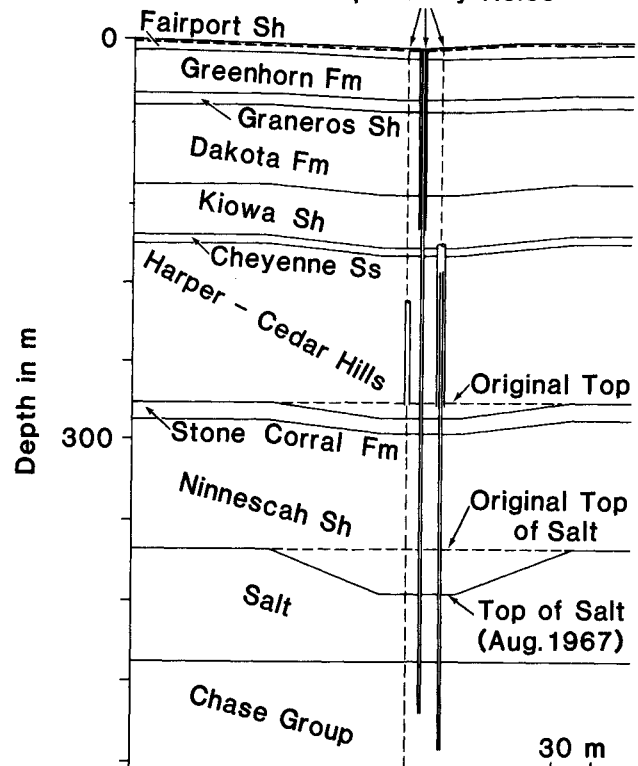 Fairport Sh
0
Greenhorn Fm
Graneros Sh
Dakota Fm
Kiowa Sh
Cheyenne Ss
Harper - Cedar Hills
Original Top
Depth in m
300
Stone Corral Fm
Ninnescah Sh
Original Top
of Salt
Salt
Top of Salt
(Aug. 1967)
Chase Group
30 m